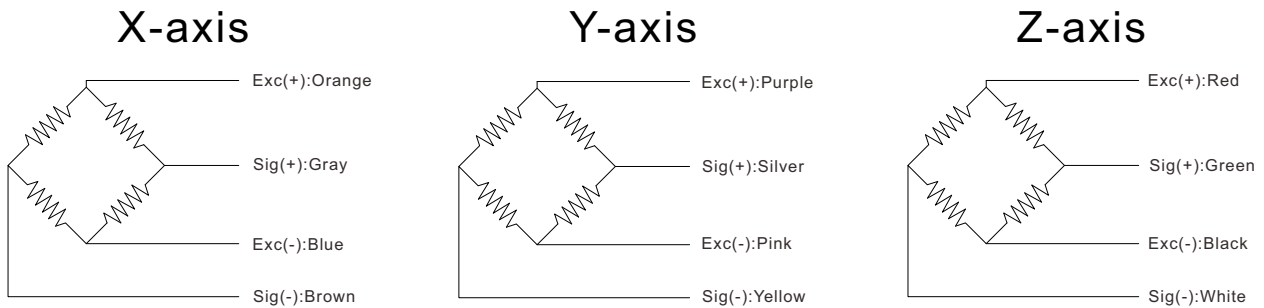 X-axis
Exc(+):Orange
Sig(+):Gray
Exc(-):Blue
Sig(-):Brown
Y-axis
Exc(+):Purple
Sig(+):Silver
Exc(-):Pink
Sig(-):Yellow
Z-axis
Exc(+):Red
Sig(+):Green
Exc(-):Black
Sig(-):White